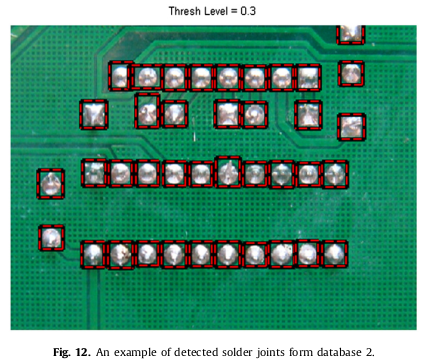 Thresh Level = 0.3
Fig. 12. An example of detected solder joints form database 2.